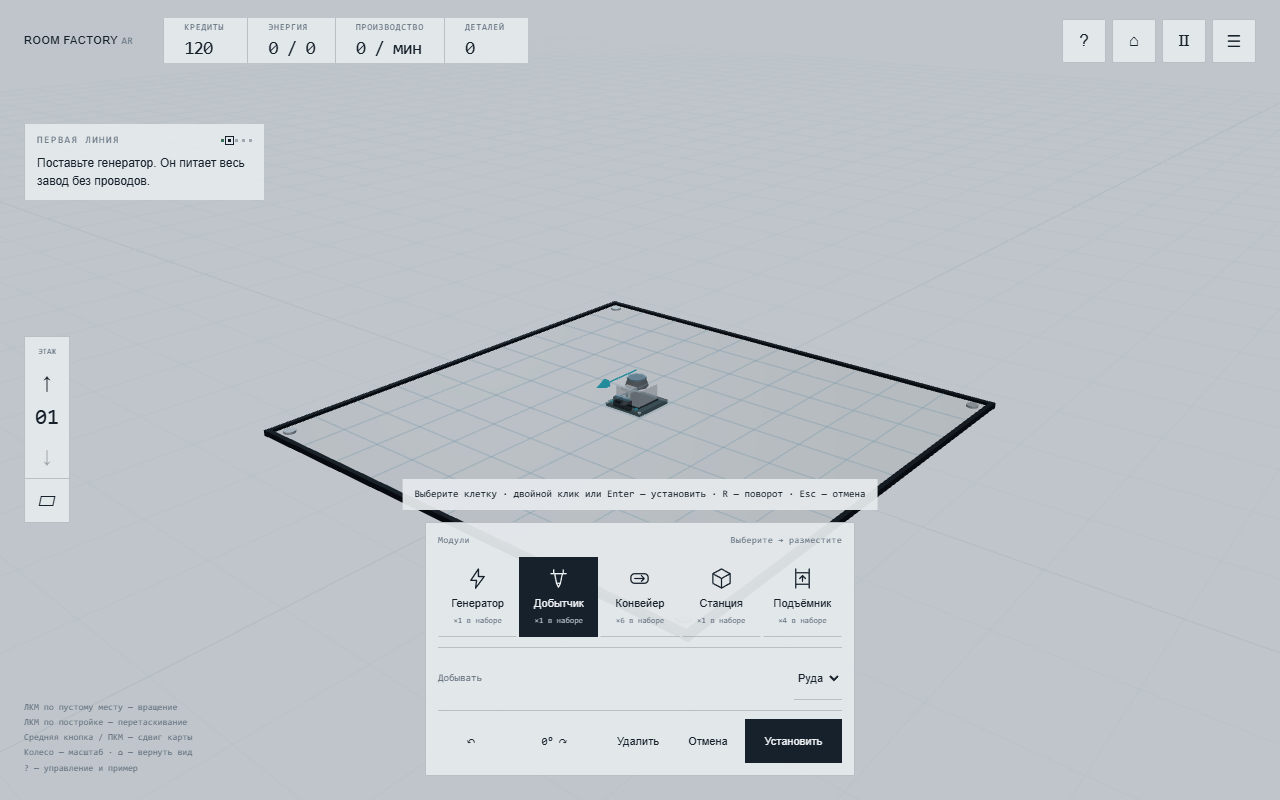 ROOM FACTORY AR
КРЕДИТЫ
120
ЭНЕРГИЯ
0 / 0
ПРОИЗВОДСТВО
0 / мин
ДЕТАЛЕЙ
0
?
ПЕРВАЯ ЛИНИЯ
Поставьте генератор. Он питает весь
завод без проводов.
ЭТАЖ
↑
01
↓
Выберите клетку · двойной клик или Enter — установить · R — поворот · Esc — отмена
Модули
Выберите → разместите
Генератор
×1 в наборе
Добытчик
×1 в наборе
Конвейер
×6 в наборе
Станция
×1 в наборе
Подъёмник
×4 в наборе
Добывать
Руда
↶
0° ↷
Удалить
Отмена
Установить
ЛКМ по пустому месту — вращение
ЛКМ по постройке — перетаскивание
Средняя кнопка / ПКМ — сдвиг карты
Колесо — масштаб · ⌂ — вернуть вид
? — управление и пример